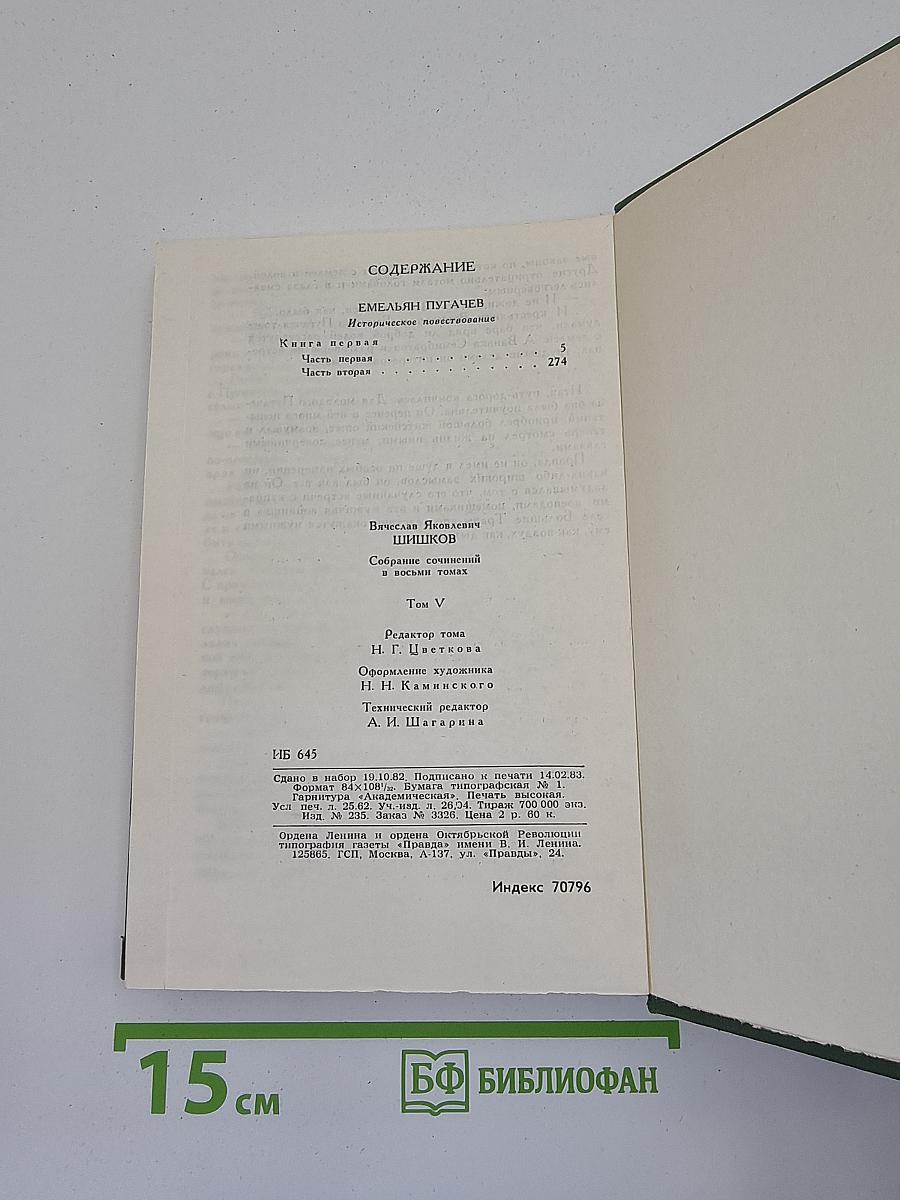 СОДЕРЖАНИЕ
ЕМЕЛЬЯН ПУГАЧЕВ
Историческое повествование
Книга первая
Часть первая . . . . . . . . . . . . 5
Часть вторая . . . . . . . . . . . . 274
Вячеслав Яковлевич
ШИШКОВ
Собрание сочинений
в восьми томах
Том V
Редактор тома
Н. Г. Цветкова
Оформление художника
Н. Н. Каминского
Технический редактор
А. И. Шагарина
ИБ 645
Сдано в набор 19.10.82. Подписано к печати 14.02.83.
Формат 84×108¹/₃₂. Бумага типографская № 1.
Гарнитура «Академическая». Печать высокая.
Усл печ. л. 25.62. Уч.-изд. л. 26,04. Тираж 700 000 экз.
Изд. № 235. Заказ № 3326. Цена 2 р. 60 к.
Ордена Ленина и ордена Октябрьской Революции
типография газеты «Правда» имени В. И. Ленина.
125865, ГСП, Москва, А-137, ул. «Правды», 24.
Индекс 70796
15 см
БФ БИБЛИОФАН